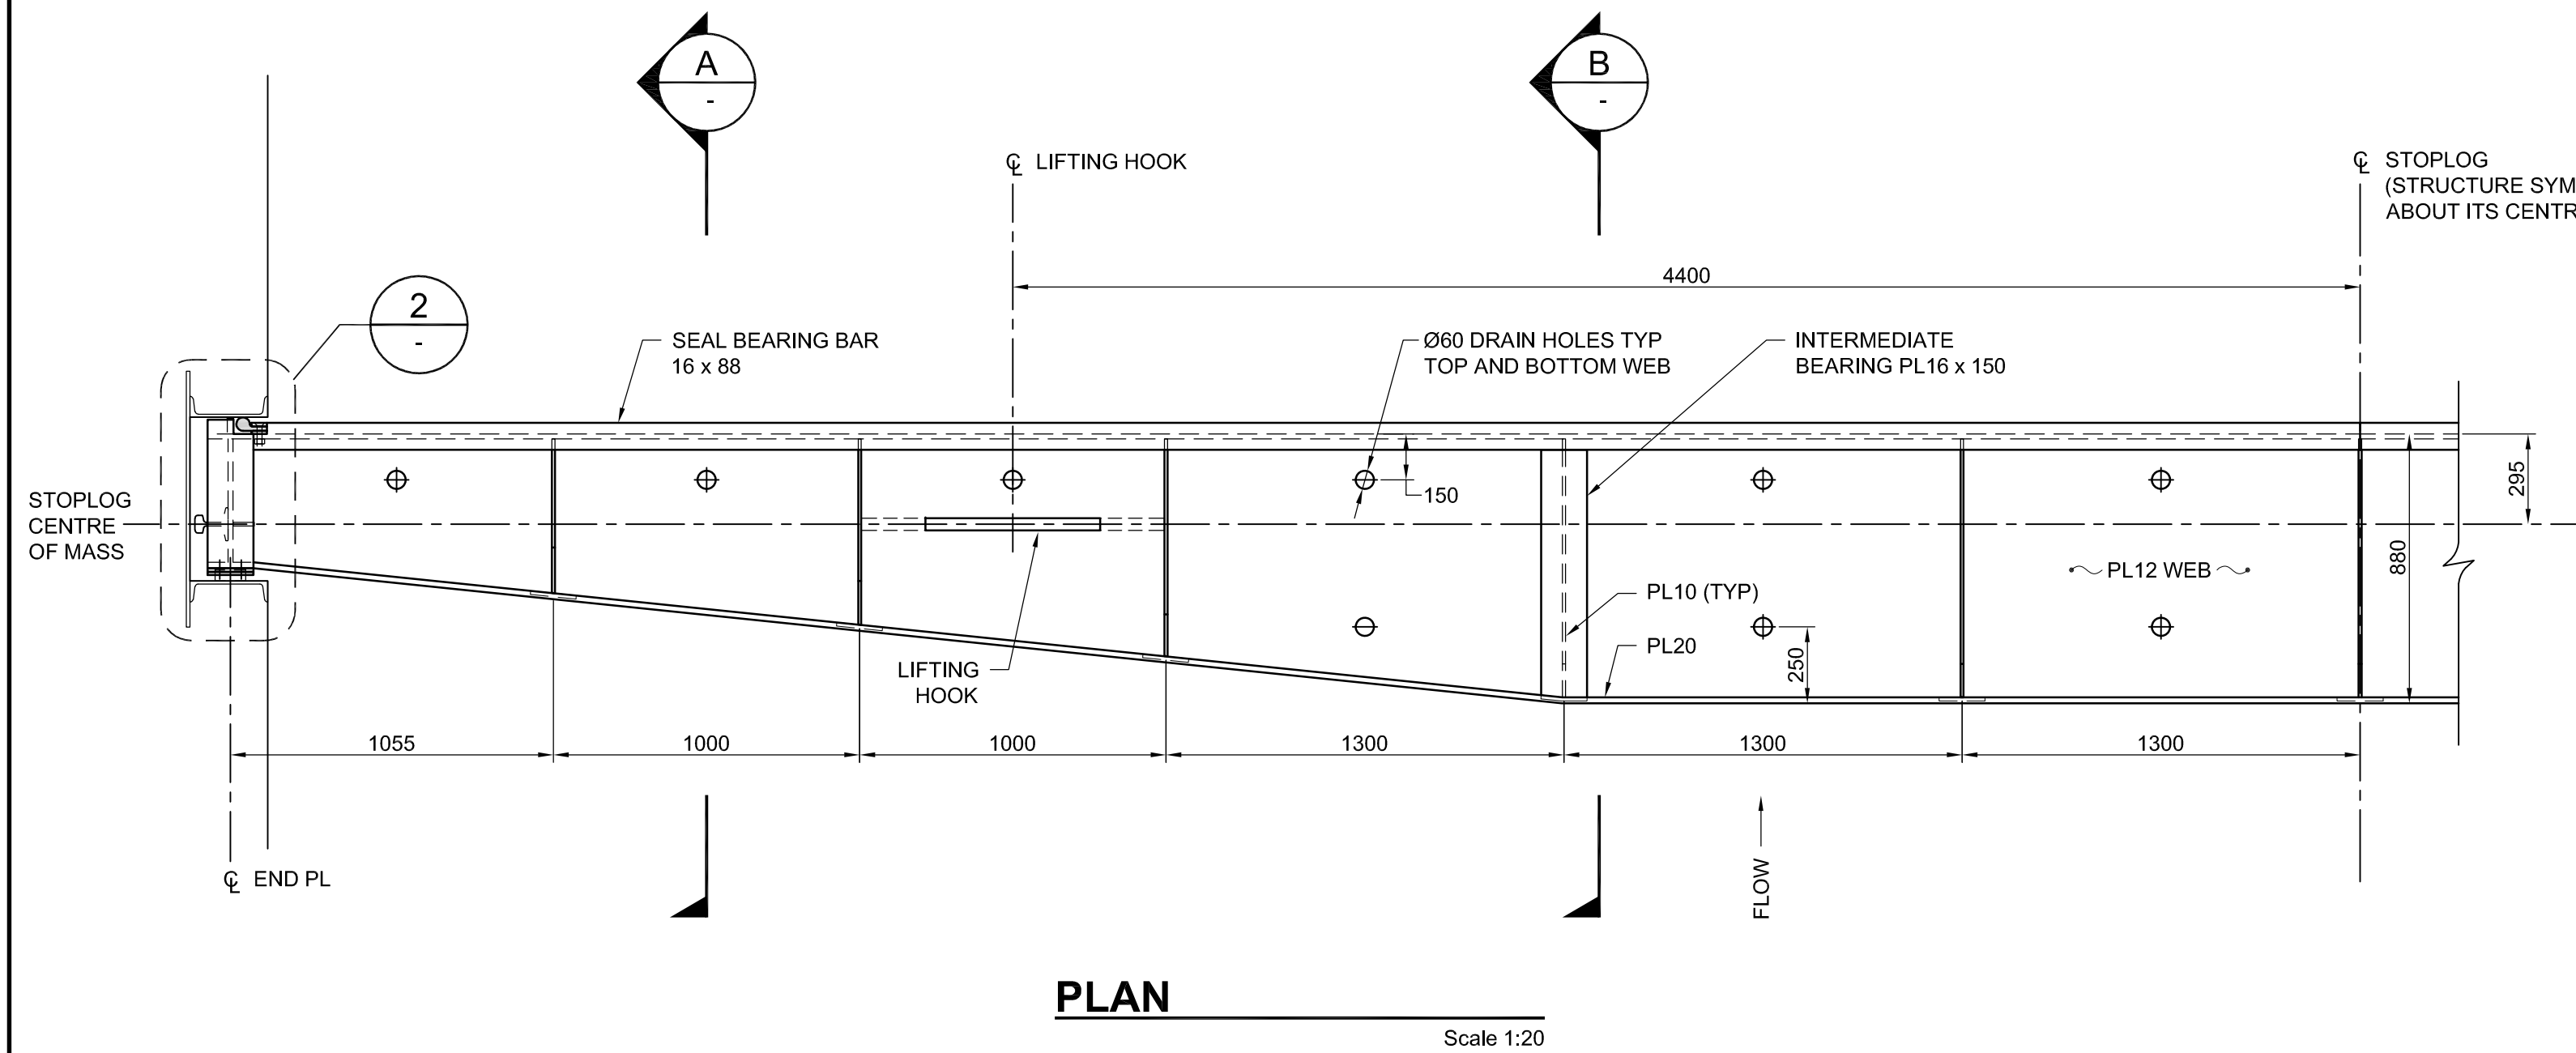 A
-
B
-
℄ LIFTING HOOK
℄ STOPLOG
(STRUCTURE SYM
ABOUT ITS CENTR
4400
2
-
SEAL BEARING BAR
16 x 88
Ø60 DRAIN HOLES TYP
TOP AND BOTTOM WEB
INTERMEDIATE
BEARING PL16 x 150
STOPLOG
CENTRE
OF MASS
150
295
880
PL12 WEB
PL10 (TYP)
PL20
250
LIFTING
HOOK
1055
1000
1000
1300
1300
1300
℄ END PL
FLOW
PLAN
Scale 1:20